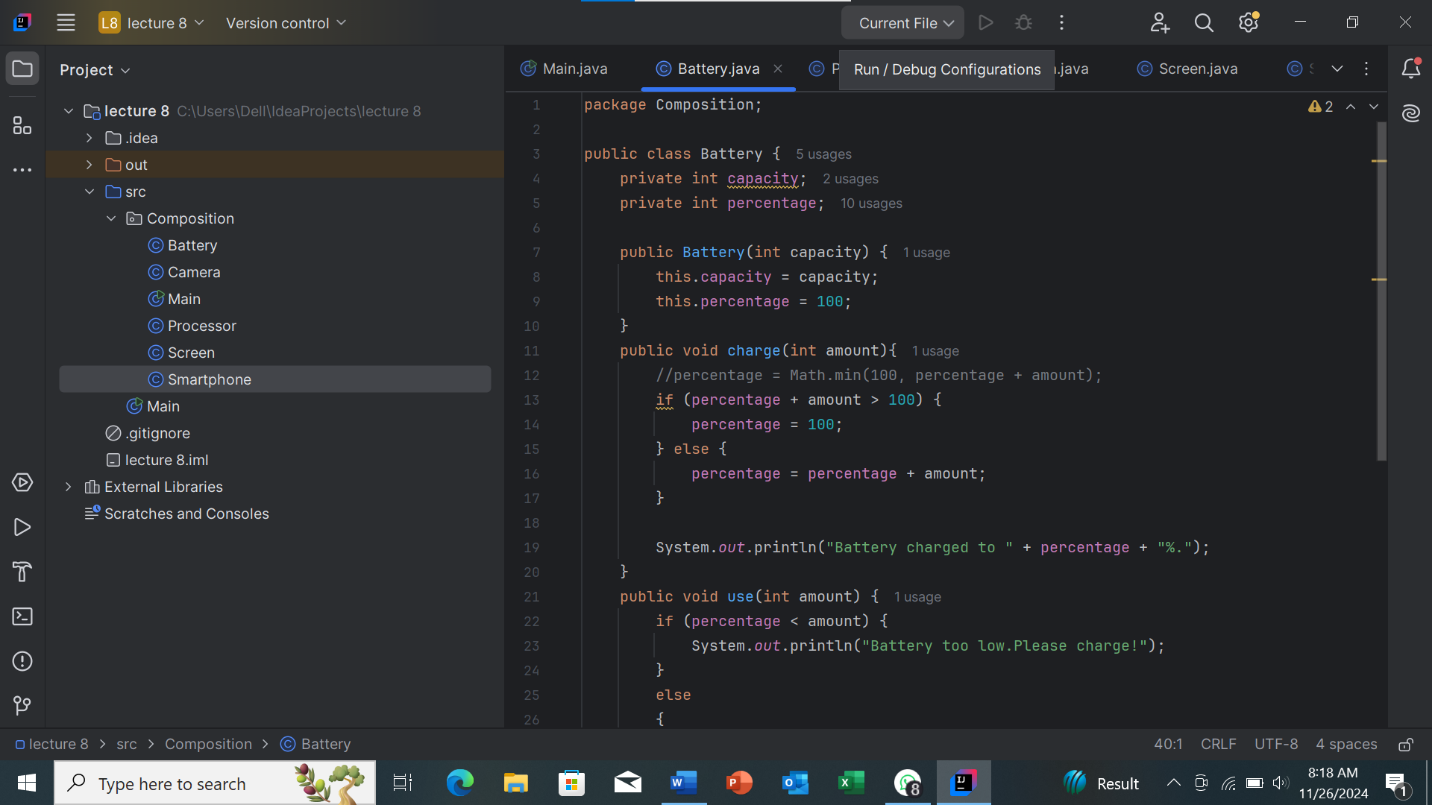 L8 lecture 8 Version control Current File
Project
Main.java Battery.java P Run / Debug Configurations .java Screen.java
lecture 8 C:\Users\Dell\IdeaProjects\lecture 8
.idea
out
src
Composition
Battery
Camera
Main
Processor
Screen
Smartphone
Main
.gitignore
lecture 8.iml
External Libraries
Scratches and Consoles
2
1 package Composition;
2
3 public class Battery { 5 usages
4 private int capacity; 2 usages
5 private int percentage; 10 usages
6
7 public Battery(int capacity) { 1 usage
8 this.capacity = capacity;
9 this.percentage = 100;
10 }
11 public void charge(int amount){ 1 usage
12 //percentage = Math.min(100, percentage + amount);
13 if (percentage + amount > 100) {
14 percentage = 100;
15 } else {
16 percentage = percentage + amount;
17 }
18
19 System.out.println("Battery charged to " + percentage + "%.");
20 }
21 public void use(int amount) { 1 usage
22 if (percentage < amount) {
23 System.out.println("Battery too low.Please charge!");
24 }
25 else
26 {
lecture 8 > src > Composition > Battery 40:1 CRLF UTF-8 4 spaces
Type here to search
8
Result
8:18 AM
11/26/2024
1